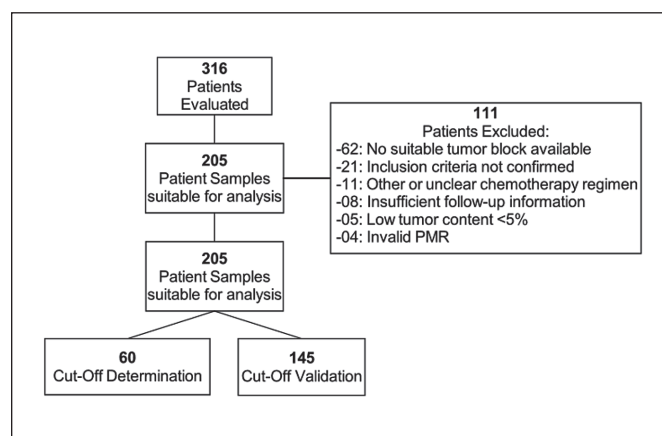 316
Patients
Evaluated
111
Patients Excluded:
-62: No suitable tumor block available
-21: Inclusion criteria not confirmed
-11: Other or unclear chemotherapy regimen
-08: Insufficient follow-up information
-05: Low tumor content <5%
-04: Invalid PMR
205
Patient Samples
suitable for analysis
205
Patient Samples
suitable for analysis
60
Cut-Off Determination
145
Cut-Off Validation